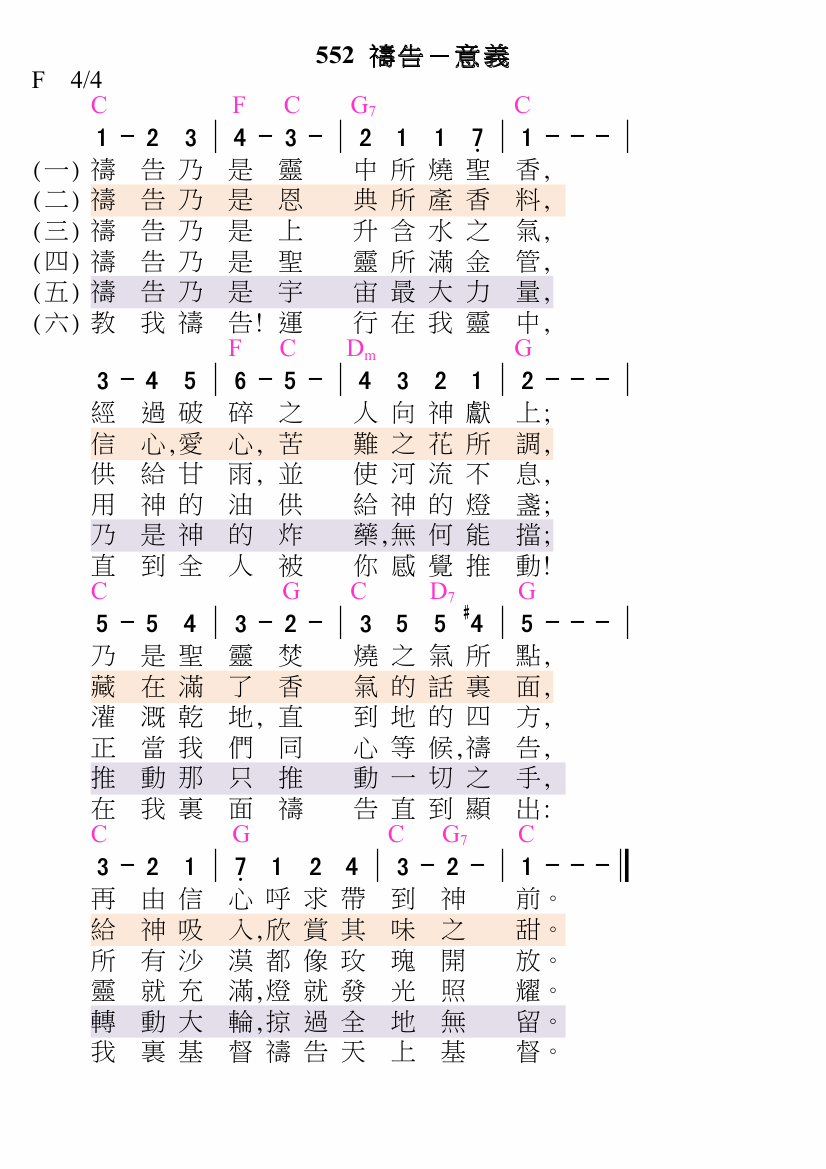 552 禱告－意義
F 4/4
C F C G7 C
1 - 2 3 | 4 - 3 - | 2 1 1 7̣ | 1 - - - |
(一) 禱告乃是靈中所燒聖香,
(二) 禱告乃是恩典所產香料,
(三) 禱告乃是上升含水之氣,
(四) 禱告乃是聖靈所滿金管,
(五) 禱告乃是宇宙最大力量,
(六) 教我禱告! 運行在我靈中,
F C Dm G
3 - 4 5 | 6 - 5 - | 4 3 2 1 | 2 - - - |
經過破碎之人向神獻上;
信心,愛心, 苦難之花所調,
供給甘雨, 並使河流不息,
用神的油供給神的燈盞;
乃是神的炸藥,無何能擋;
直到全人被你感覺推動!
C G C D7 G
5 - 5 4 | 3 - 2 - | 3 5 5 #4 | 5 - - - |
乃是聖靈焚燒之氣所點,
藏在滿了香氣的話裏面,
灌溉乾地, 直到地的四方,
正當我們同心等候,禱告,
推動那只推動一切之手,
在我裏面禱告直到顯出:
C G C G7 C
3 - 2 1 | 7̣ 1 2 4 | 3 - 2 - | 1 - - - ‖
再由信心呼求帶到神前。
給神吸入,欣賞其味之甜。
所有沙漠都像玫瑰開放。
靈就充滿,燈就發光照耀。
轉動大輪,掠過全地無留。
我裏基督禱告天上基督。